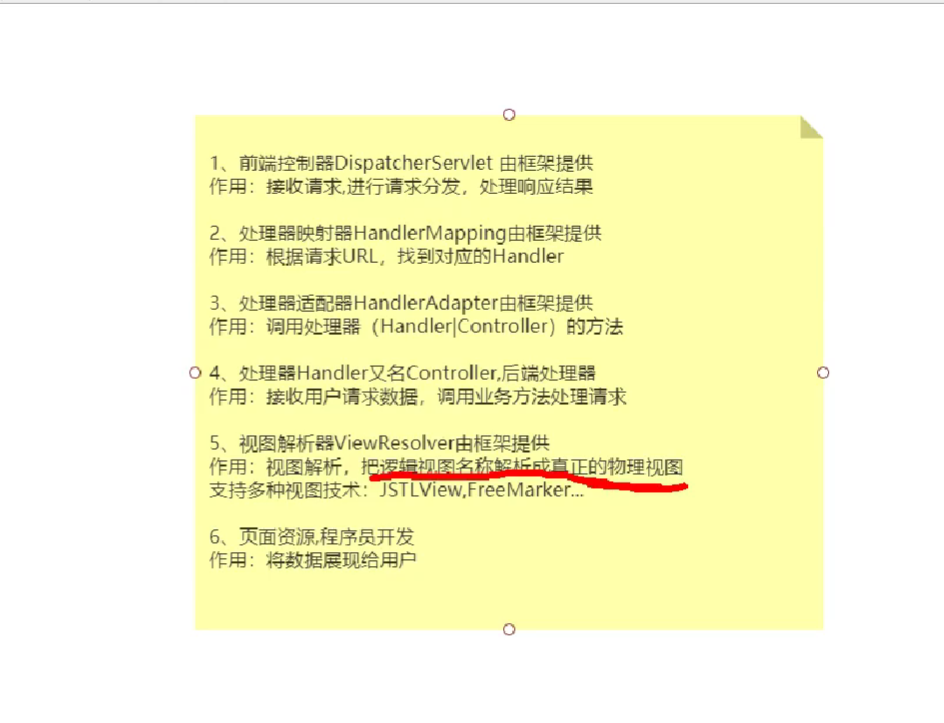 1、前端控制器DispatcherServlet 由框架提供
作用：接收请求,进行请求分发，处理响应结果
2、处理器映射器HandlerMapping由框架提供
作用：根据请求URL，找到对应的Handler
3、处理器适配器HandlerAdapter由框架提供
作用：调用处理器（Handler|Controller）的方法
4、处理器Handler又名Controller,后端处理器
作用：接收用户请求数据，调用业务方法处理请求
5、视图解析器ViewResolver由框架提供
作用：视图解析，把逻辑视图名称解析成真正的物理视图
支持多种视图技术：JSTLView,FreeMarker...
6、页面资源,程序员开发
作用：将数据展现给用户